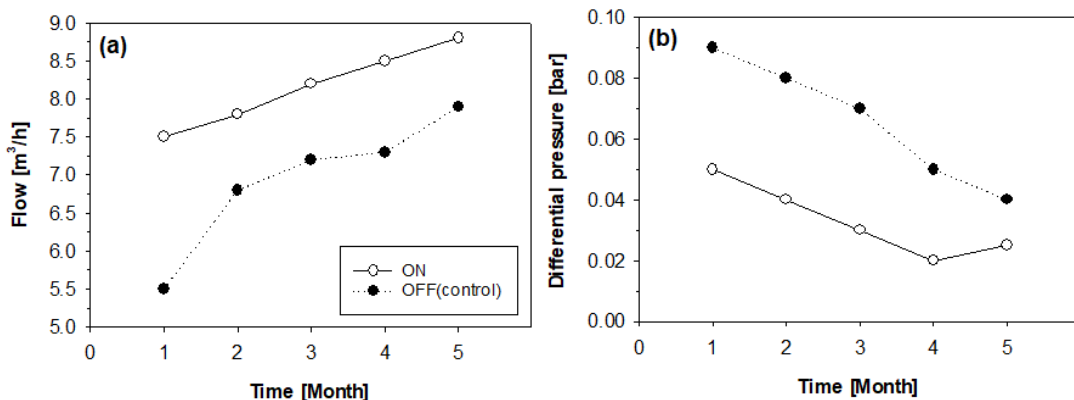 (a)
Flow [m³/h]
9.0
8.5
8.0
7.5
7.0
6.5
6.0
5.5
5.0
ON
OFF(control)
0 1 2 3 4 5
Time [Month]
(b)
Differential pressure [bar]
0.10
0.08
0.06
0.04
0.02
0.00
0 1 2 3 4 5
Time [Month]